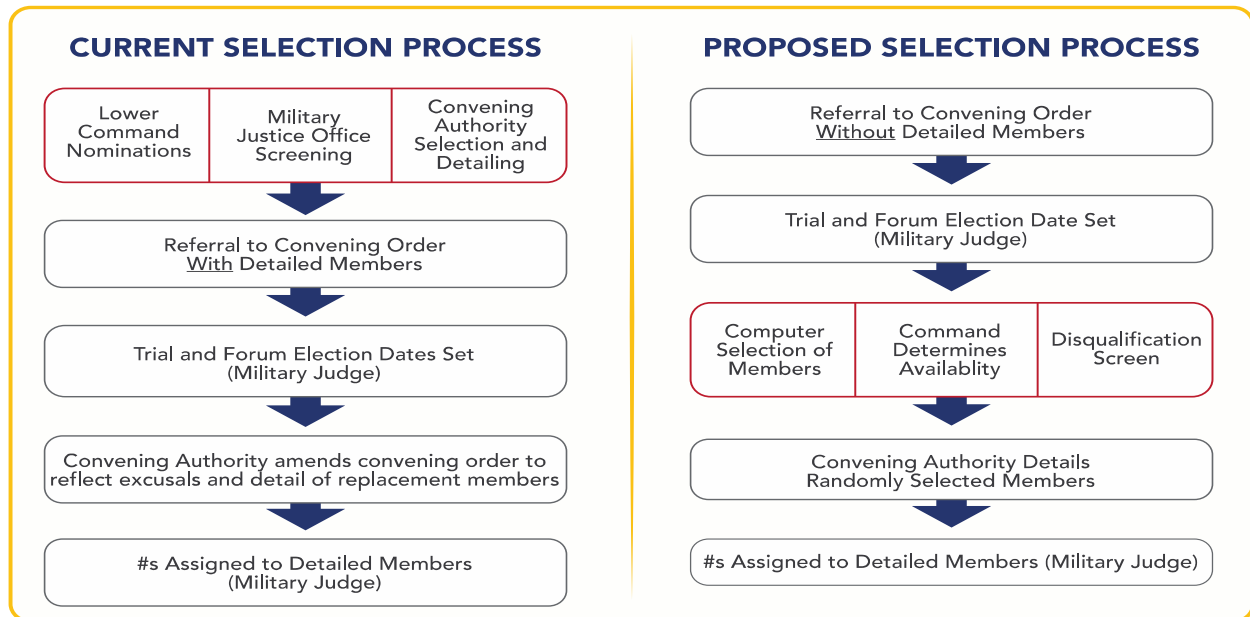 CURRENT SELECTION PROCESS
Lower
Command
Nominations
Military
Justice Office
Screening
Convening
Authority
Selection and
Detailing
Referral to Convening Order
With Detailed Members
Trial and Forum Election Dates Set
(Military Judge)
Convening Authority amends convening order to
reflect excusals and detail of replacement members
#s Assigned to Detailed Members
(Military Judge)
PROPOSED SELECTION PROCESS
Referral to Convening Order
Without Detailed Members
Trial and Forum Election Date Set
(Military Judge)
Computer
Selection of
Members
Command
Determines
Availablity
Disqualification
Screen
Convening Authority Details
Randomly Selected Members
#s Assigned to Detailed Members (Military Judge)